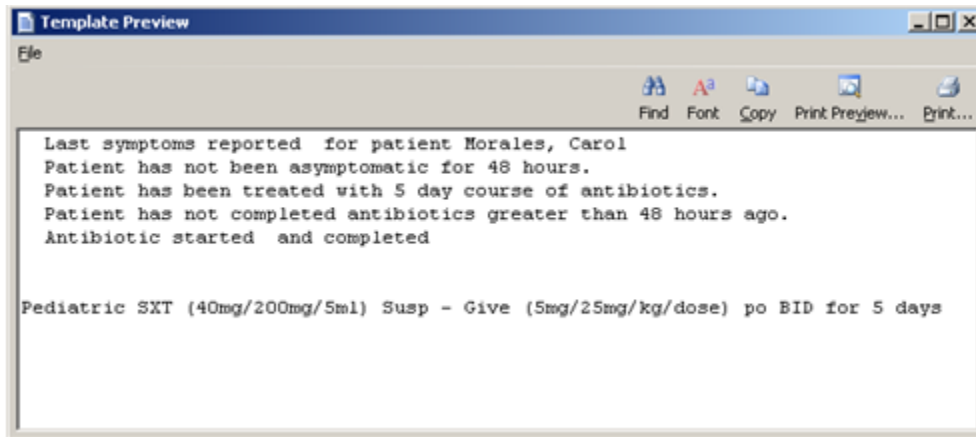 Template Preview
File
Find Font Copy Print Preview... Print...
Last symptoms reported  for patient Morales, Carol
Patient has not been asymptomatic for 48 hours.
Patient has been treated with 5 day course of antibiotics.
Patient has not completed antibiotics greater than 48 hours ago.
Antibiotic started  and completed
Pediatric SXT (40mg/200mg/5ml) Susp - Give (5mg/25mg/kg/dose) po BID for 5 days